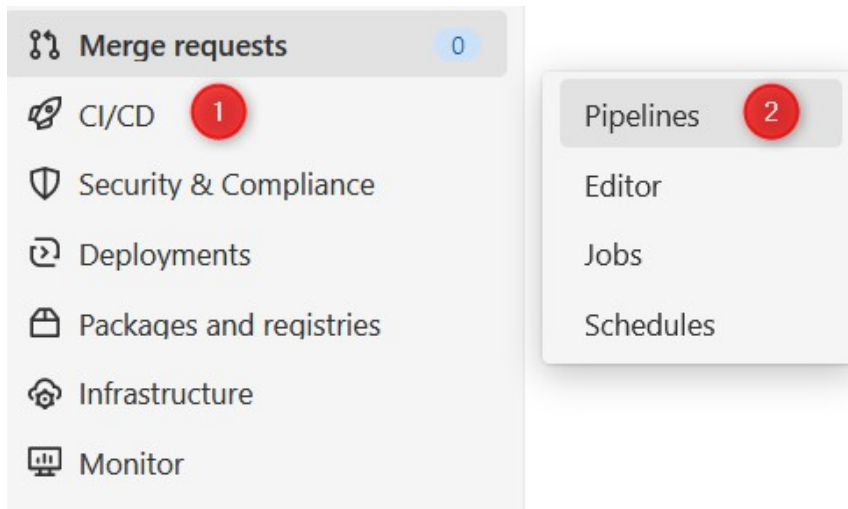 Merge requests 0
CI/CD 1
Security & Compliance
Deployments
Packages and registries
Infrastructure
Monitor
Pipelines 2
Editor
Jobs
Schedules